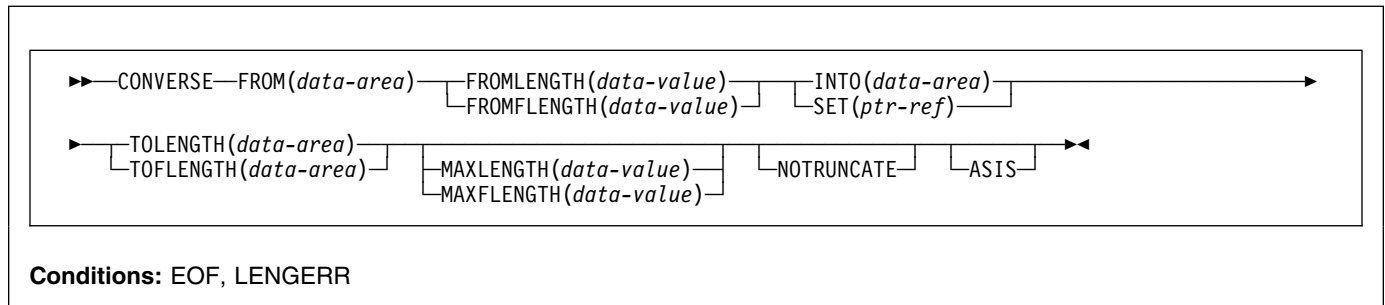 ►►──CONVERSE──FROM(data-area)──┬─FROMLENGTH(data-value)──┬──┬─INTO(data-area)─┬──►
└─FROMFLENGTH(data-value)─┘ └─SET(ptr-ref)────┘
►──┬─TOLENGTH(data-area)──┬──┬─────────────────────────┬──┬────────────┬──┬──────┬──►◄
└─TOFLENGTH(data-area)─┘ ├─MAXLENGTH(data-value)──┤ └─NOTRUNCATE─┘ └─ASIS─┘
└─MAXFLENGTH(data-value)─┘
Conditions: EOF, LENGERR